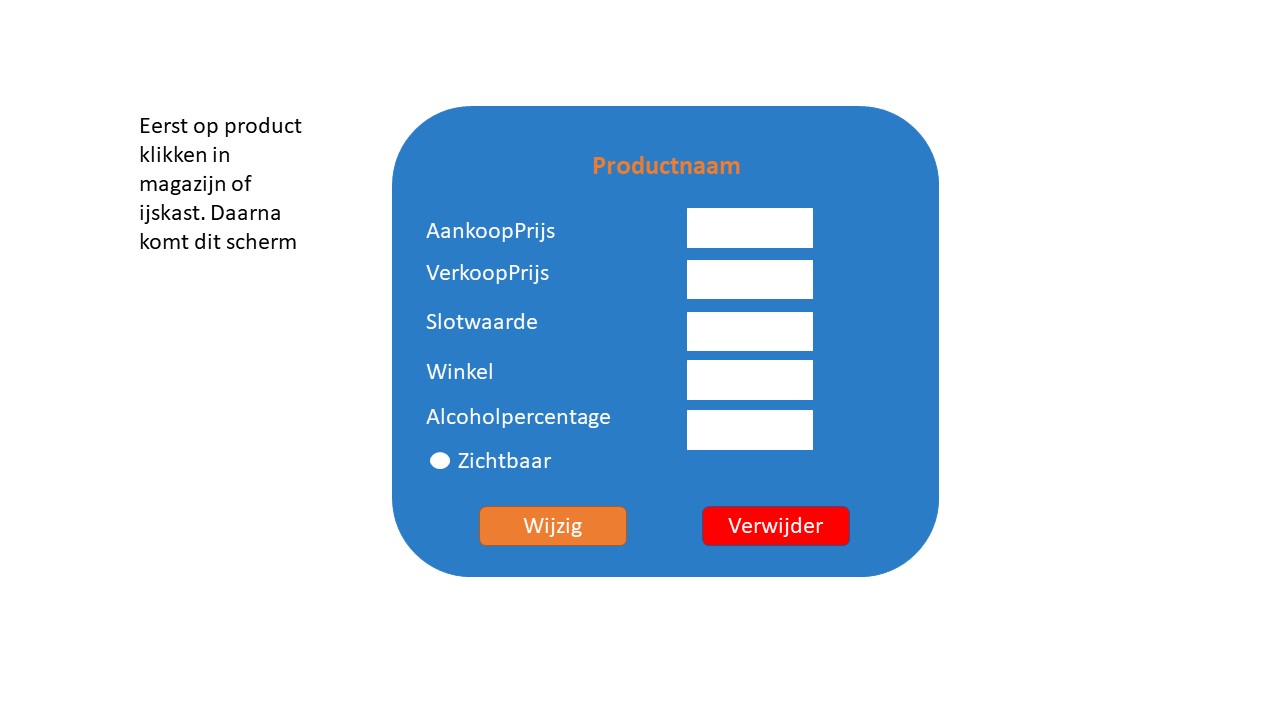 Eerst op product
klikken in
magazijn of
ijskast. Daarna
komt dit scherm
Productnaam
AankoopPrijs
VerkoopPrijs
Slotwaarde
Winkel
Alcoholpercentage
Zichtbaar
Wijzig
Verwijder